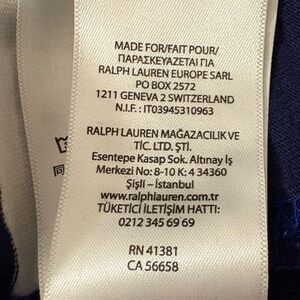 MADE FOR/FAIT POUR/
ΠΑΡΑΣΚΕΥΑΖΕΤΑΙ ΓΙΑ
RALPH LAUREN EUROPE SARL
PO BOX 2572
1211 GENEVA 2 SWITZERLAND
N.I.F.: IT03945310963
RALPH LAUREN MAĞAZACILIK VE
TİC. LTD. ŞTİ.
Esentepe Kasap Sok. Altınay İş
Merkezi No: 8-10 K: 4 34360
Şişli – İstanbul
www.ralphlauren.com.tr
TÜKETİCİ İLETİŞİM HATTI:
0212 345 69 69
RN 41381
CA 56658